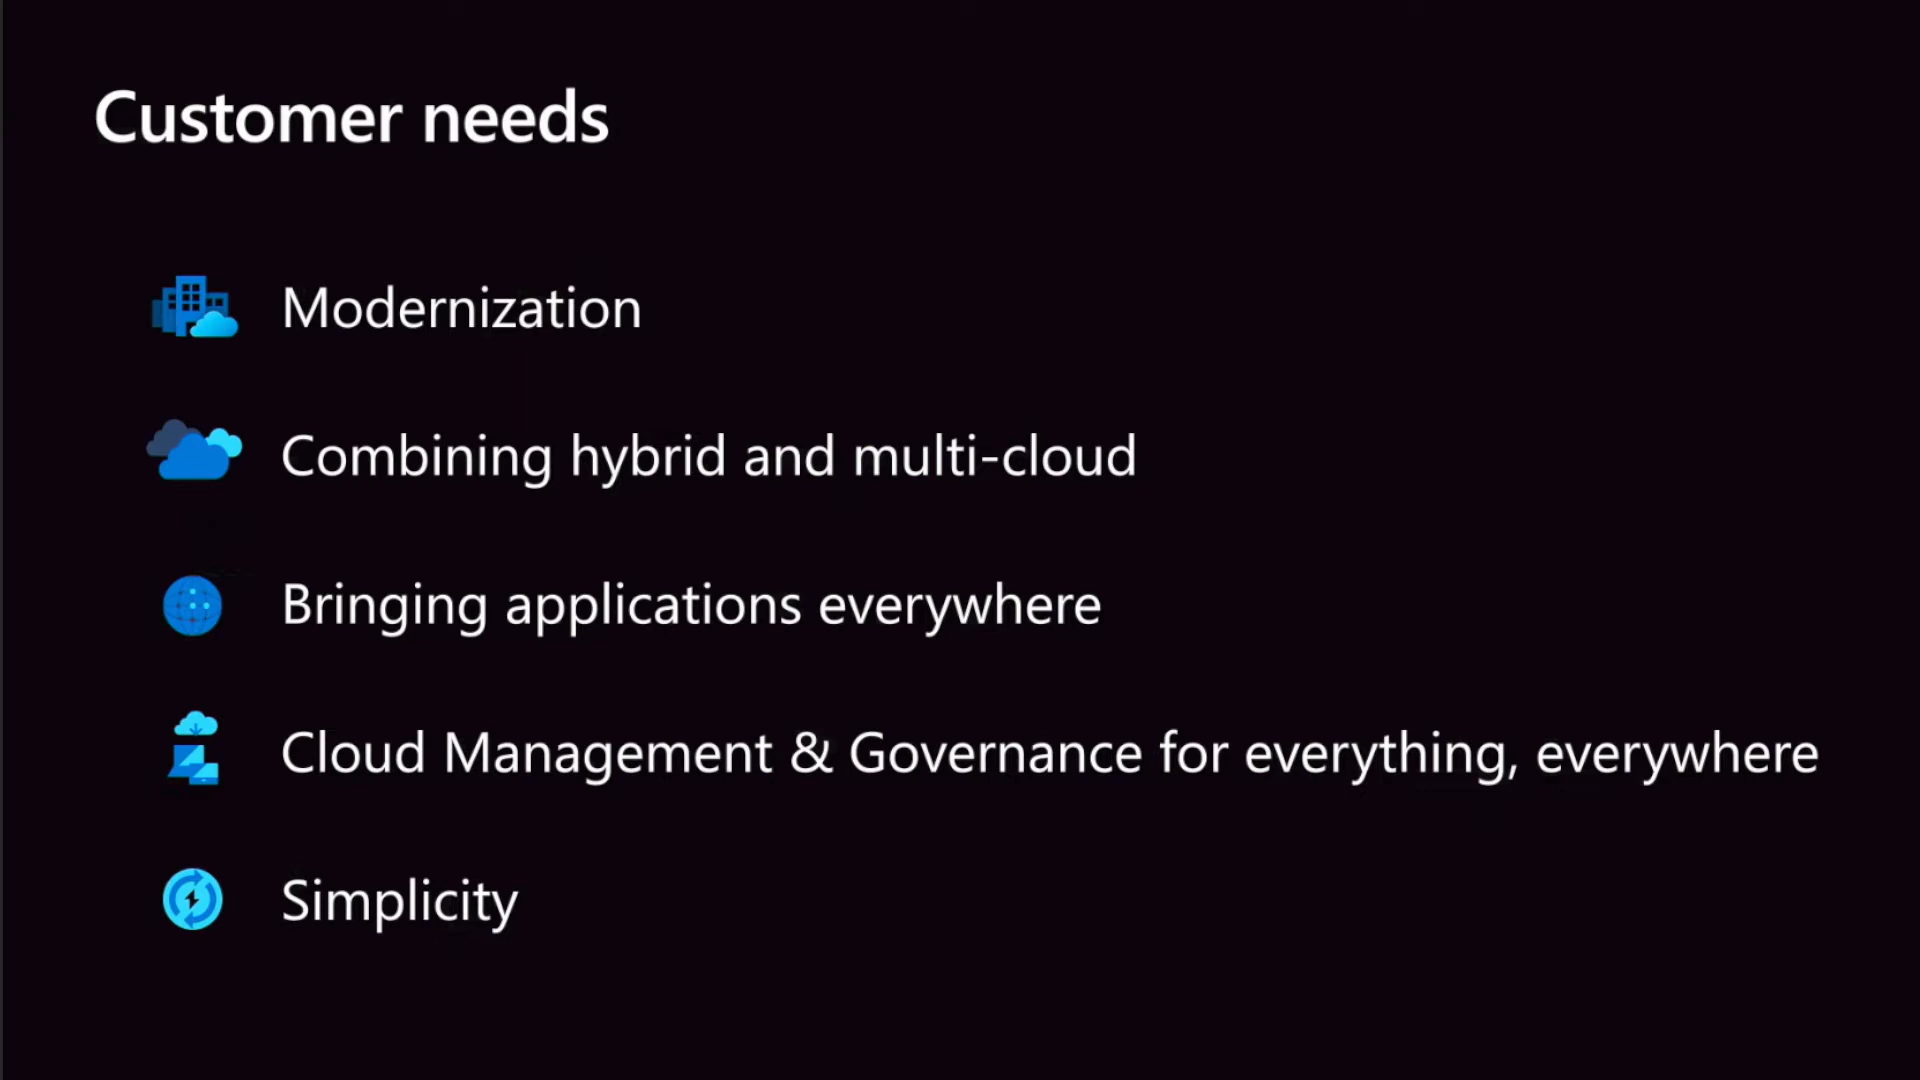 Customer needs
Modernization
Combining hybrid and multi-cloud
Bringing applications everywhere
Cloud Management & Governance for everything, everywhere
Simplicity